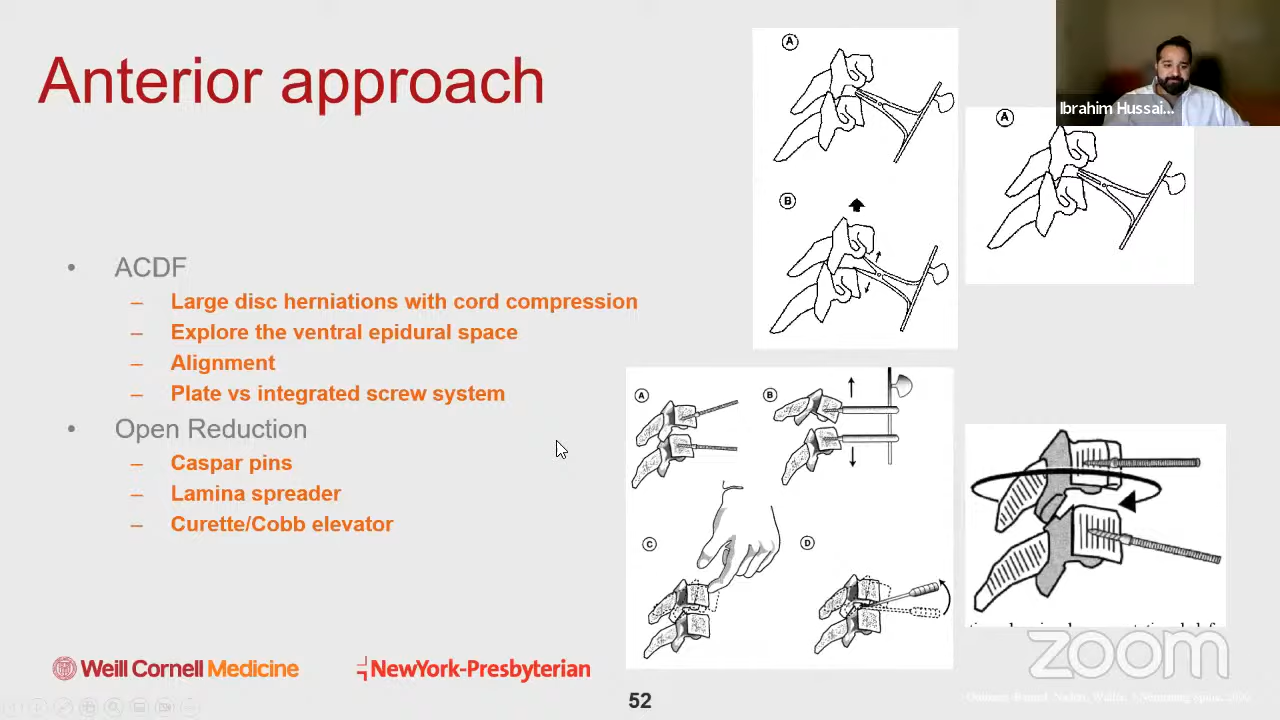 Anterior approach
• ACDF
– Large disc herniations with cord compression
– Explore the ventral epidural space
– Alignment
– Plate vs integrated screw system
• Open Reduction
– Caspar pins
– Lamina spreader
– Curette/Cobb elevator
A
B
A
Ibrahim Hussai...
A
B
C
D
Weill Cornell Medicine
NewYork-Presbyterian
52
zoom